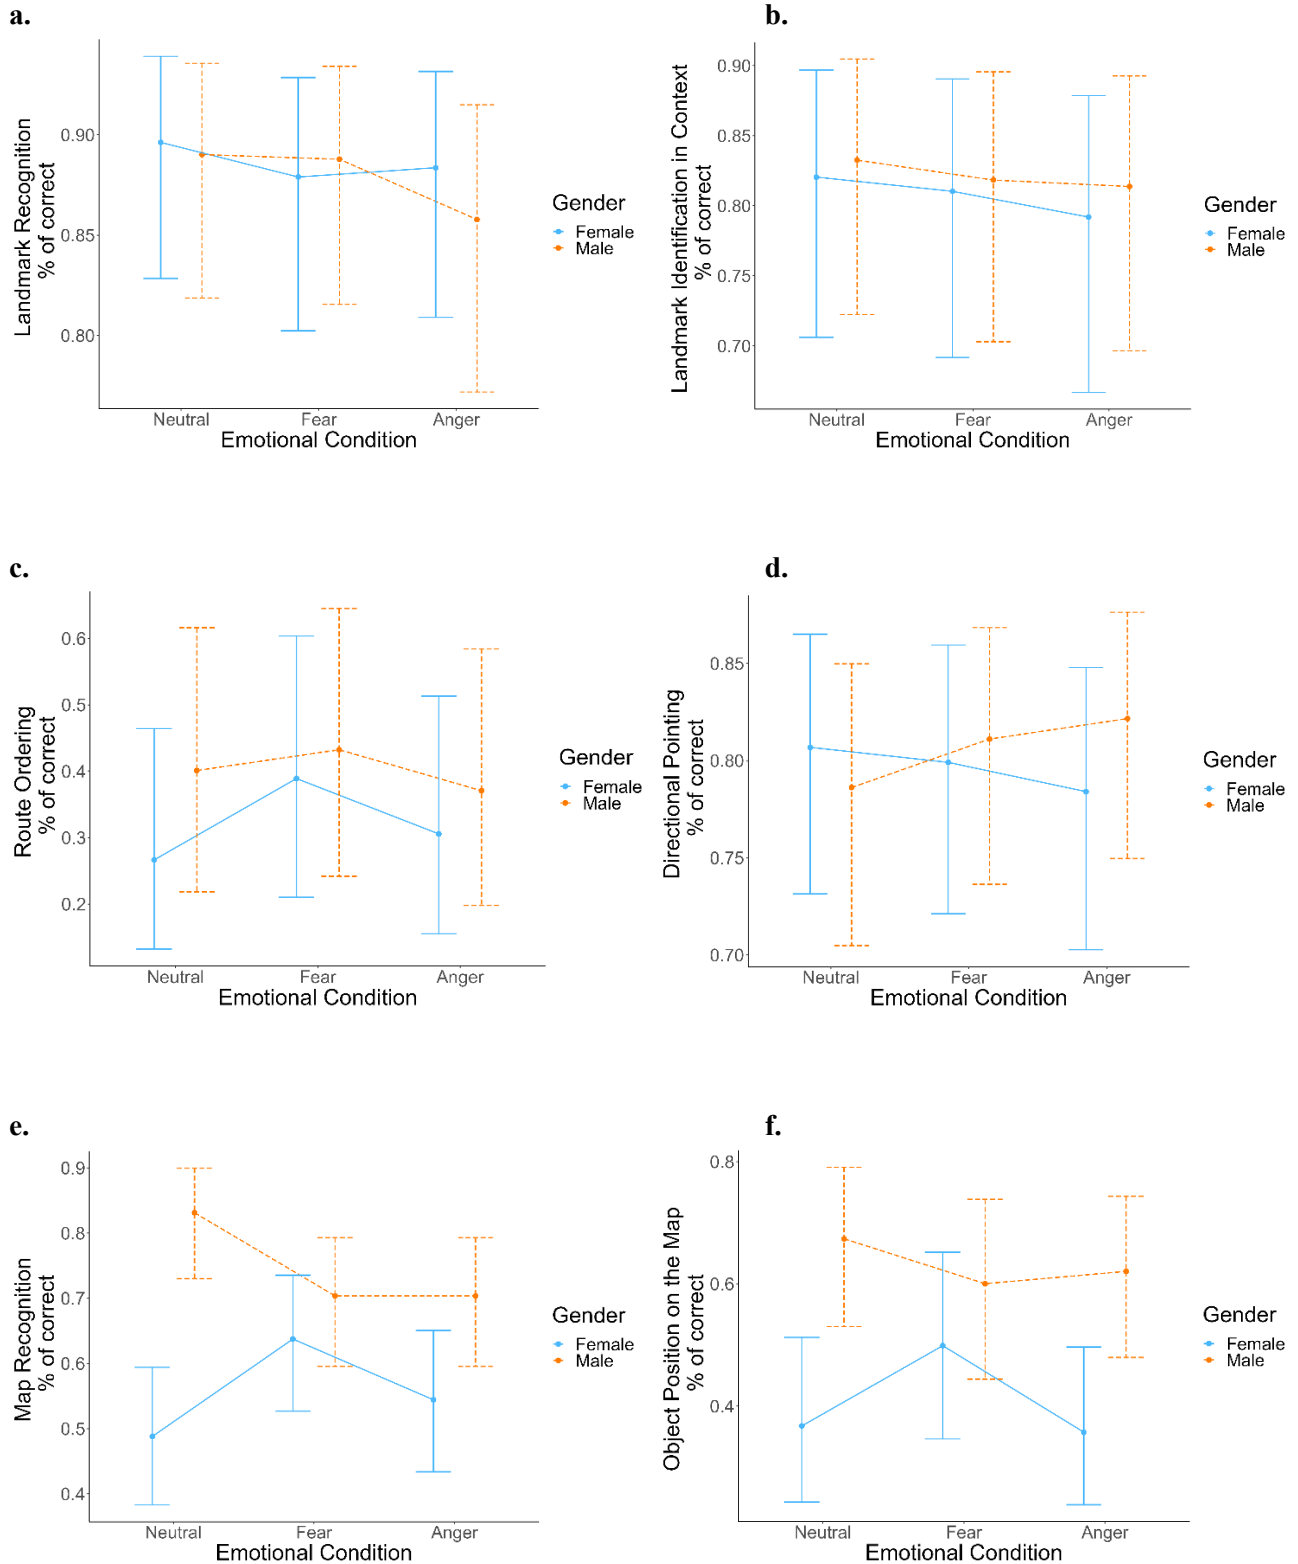 a.
Landmark Recognition
% of correct
0.90
0.85
0.80
Neutral
Fear
Anger
Emotional Condition
Gender
Female
Male
b.
Landmark Identification in Context
% of correct
0.90
0.85
0.80
0.75
0.70
Neutral
Fear
Anger
Emotional Condition
Gender
Female
Male
c.
Route Ordering
% of correct
0.6
0.5
0.4
0.3
0.2
Neutral
Fear
Anger
Emotional Condition
Gender
Female
Male
d.
Directional Pointing
% of correct
0.85
0.80
0.75
0.70
Neutral
Fear
Anger
Emotional Condition
Gender
Female
Male
e.
Map Recognition
% of correct
0.9
0.8
0.7
0.6
0.5
0.4
Neutral
Fear
Anger
Emotional Condition
Gender
Female
Male
f.
Object Position on the Map
% of correct
0.8
0.6
0.4
Neutral
Fear
Anger
Emotional Condition
Gender
Female
Male